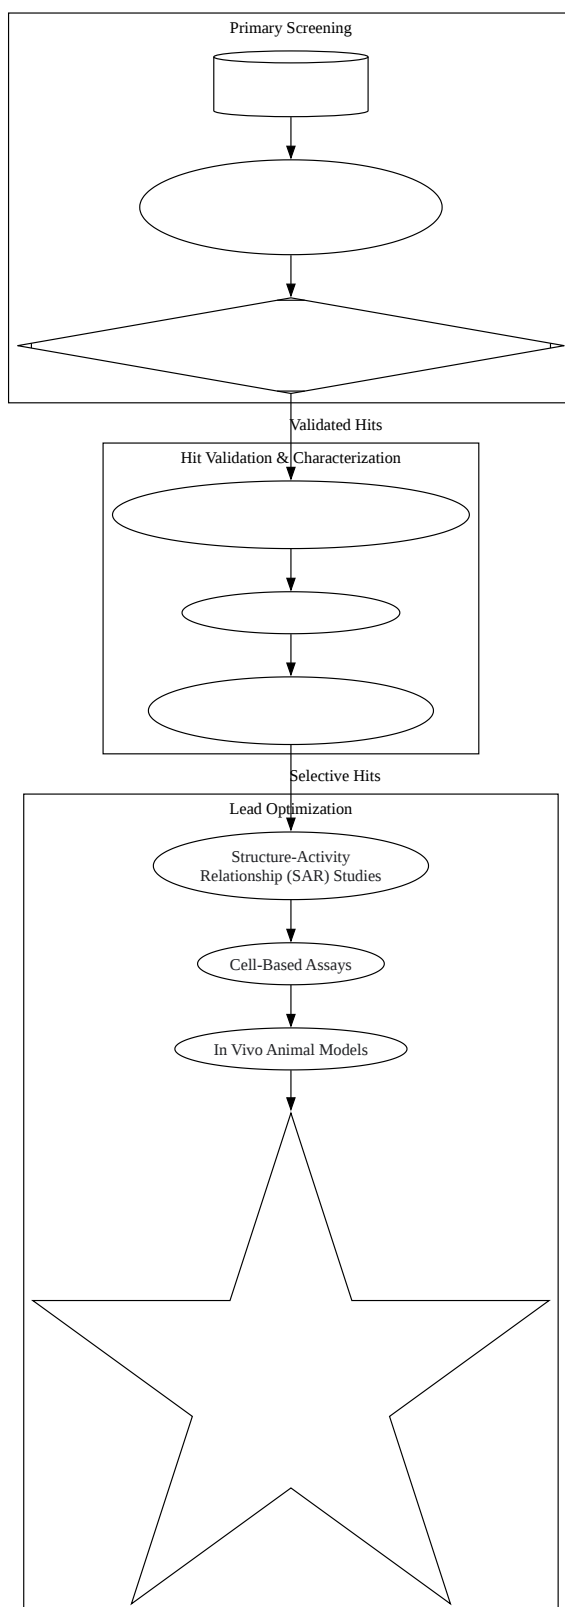 Primary Screening
Validated Hits
Hit Validation & Characterization
Selective Hits
Lead Optimization
Structure-Activity
Relationship (SAR) Studies
Cell-Based Assays
In Vivo Animal Models